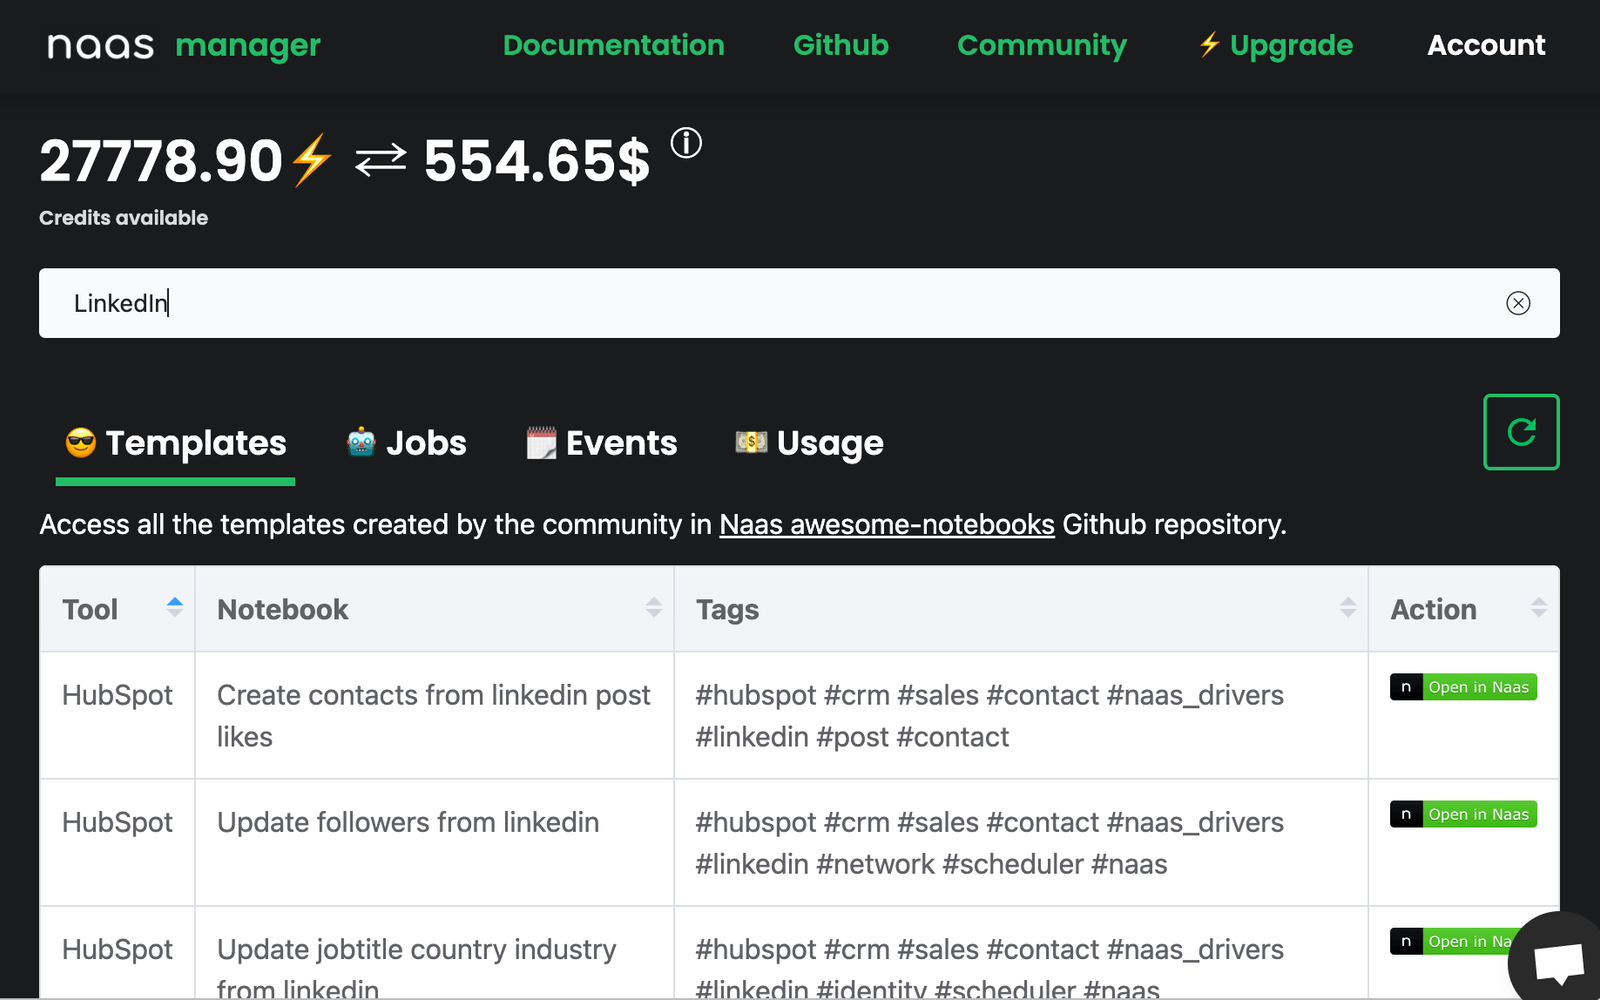 naas manager Documentation Github Community ⚡ Upgrade Account
27778.90⚡ ⇄ 554.65$ ⓘ
Credits available
LinkedIn
😎 Templates 🤖 Jobs 🗓 Events 💵 Usage
Access all the templates created by the community in Naas awesome-notebooks Github repository.
Tool Notebook Tags Action
HubSpot Create contacts from linkedin post #hubspot #crm #sales #contact #naas_drivers n Open in Naas
likes #linkedin #post #contact
HubSpot Update followers from linkedin #hubspot #crm #sales #contact #naas_drivers n Open in Naas
#linkedin #network #scheduler #naas
HubSpot Update jobtitle country industry #hubspot #crm #sales #contact #naas_drivers n Open in Na
from linkedin #linkedin #identity #scheduler #naas